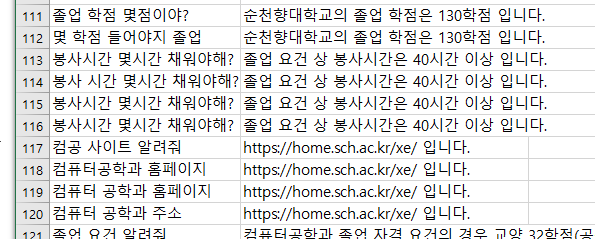 111 졸업 학점 몇점이야? 순천향대학교의 졸업 학점은 130학점 입니다.
112 몇 학점 들어야지 졸업 순천향대학교의 졸업 학점은 130학점 입니다.
113 봉사시간 몇시간 채워야해? 졸업 요건 상 봉사시간은 40시간 이상 입니다.
114 봉사 시간 몇시간 채워야해? 졸업 요건 상 봉사시간은 40시간 이상 입니다.
115 봉사시간 몇시간 채워야해? 졸업 요건 상 봉사시간은 40시간 이상 입니다.
116 봉사시간 몇시간 채워야해? 졸업 요건 상 봉사시간은 40시간 이상 입니다.
117 컴공 사이트 알려줘 https://home.sch.ac.kr/xe/ 입니다.
118 컴퓨터공학과 홈페이지 https://home.sch.ac.kr/xe/ 입니다.
119 컴퓨터 공학과 홈페이지 https://home.sch.ac.kr/xe/ 입니다.
120 컴퓨터 공학과 주소 https://home.sch.ac.kr/xe/ 입니다.
121 졸업 요건 알려줘 컴퓨터공학과 졸업 자격 요건의 경우 교양 32학점(공